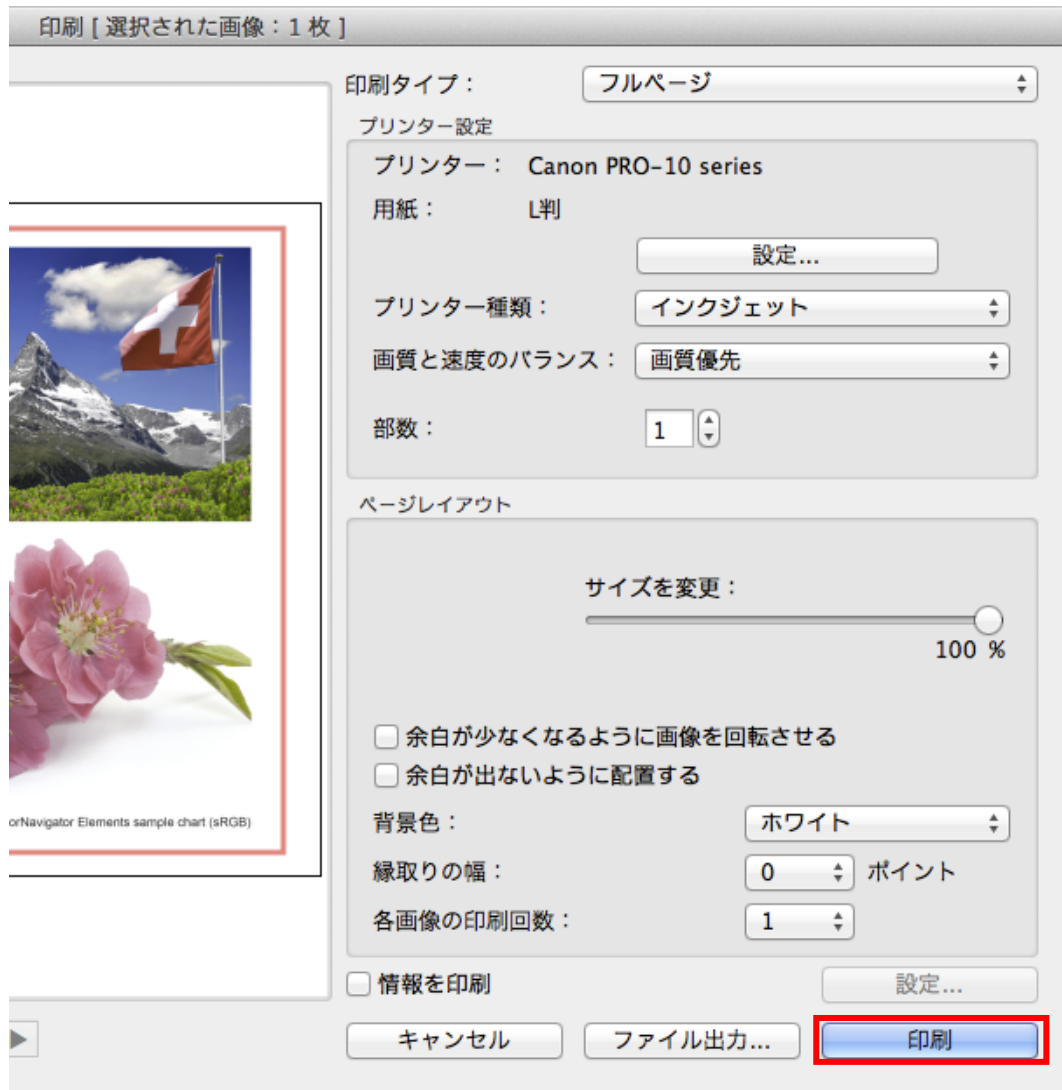 印刷 [ 選択された画像：1 枚 ]
印刷タイプ： フルページ
プリンター設定
プリンター： Canon PRO-10 series
用紙： L判
設定...
プリンター種類： インクジェット
画質と速度のバランス： 画質優先
部数： 1
ページレイアウト
サイズを変更：
100 %
余白が少なくなるように画像を回転させる
余白が出ないように配置する
orNavigator Elements sample chart (sRGB)
背景色： ホワイト
縁取りの幅： 0 ポイント
各画像の印刷回数： 1
情報を印刷 設定...
キャンセル ファイル出力... 印刷